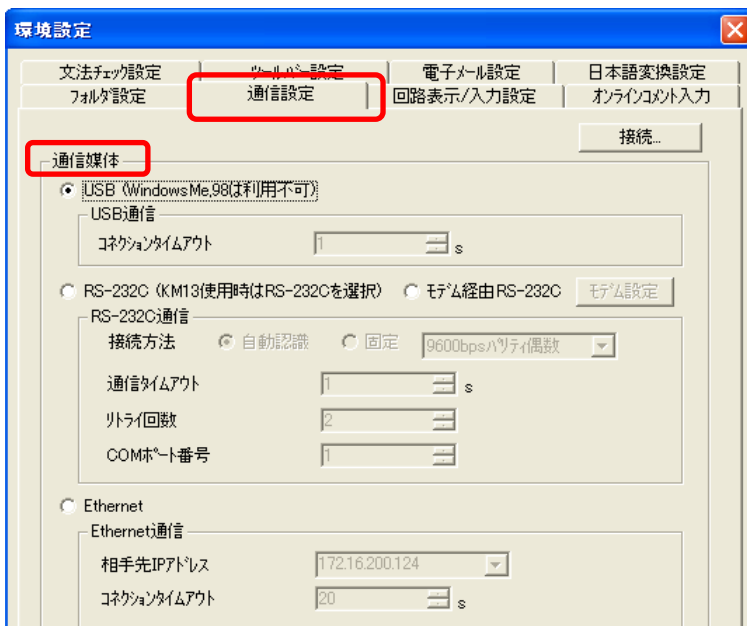 環境設定
文法ﾁｪｯｸ設定 ﾂｰﾙﾊﾞｰ設定 電子ﾒｰﾙ設定 日本語変換設定
ﾌｫﾙﾀﾞ設定 通信設定 回路表示/入力設定 ｵﾝﾗｲﾝｺﾒﾝﾄ入力
接続...
通信媒体
USB (WindowsMe,98は利用不可)
USB通信
ｺﾈｸｼｮﾝﾀｲﾑｱｳﾄ 1 s
RS-232C (KM13使用時はRS-232Cを選択) ﾓﾃﾞﾑ経由RS-232C ﾓﾃﾞﾑ設定
RS-232C通信
接続方法 自動認識 固定 9600bpsﾊﾟﾘﾃｨ偶数
通信ﾀｲﾑｱｳﾄ 1 s
ﾘﾄﾗｲ回数 2
COMﾎﾟｰﾄ番号 1
Ethernet
Ethernet通信
相手先IPｱﾄﾞﾚｽ 172.16.200.124
ｺﾈｸｼｮﾝﾀｲﾑｱｳﾄ 20 s